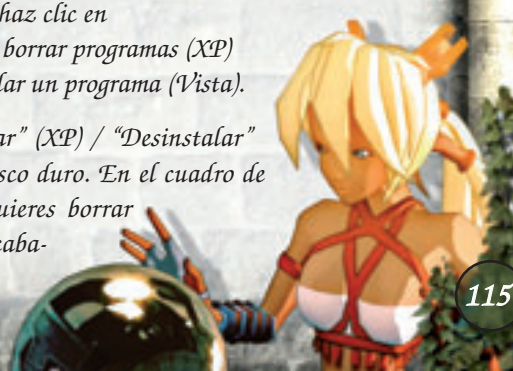 haz clic en
borrar programas (XP)
lar un programa (Vista).
ar” (XP) / “Desinstalar”
sco duro. En el cuadro de
uieres borrar
caba-
115